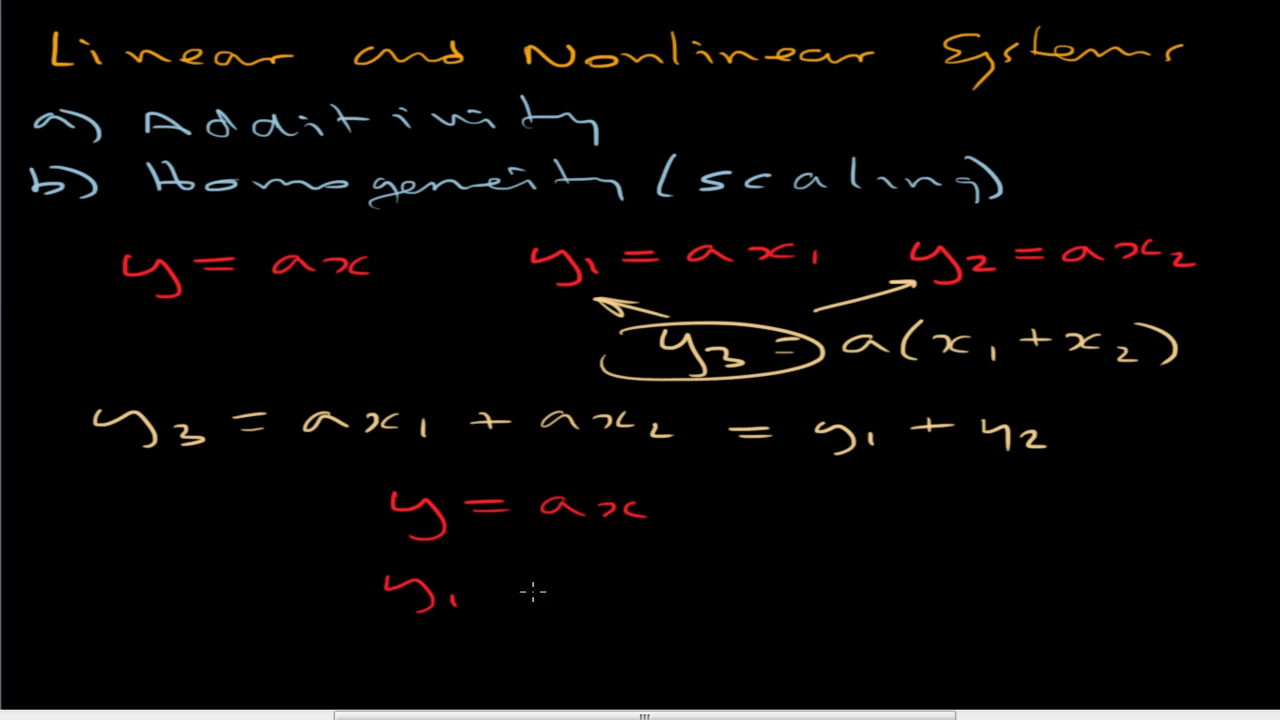 Linear and Nonlinear Systems
a) Additivity
b) Homogeneity (scaling)
y = ax y₁ = ax₁ y₂ = ax₂
y₃ = a(x₁ + x₂)
y₃ = ax₁ + ax₂ = y₁ + y₂
y = ax
y₁